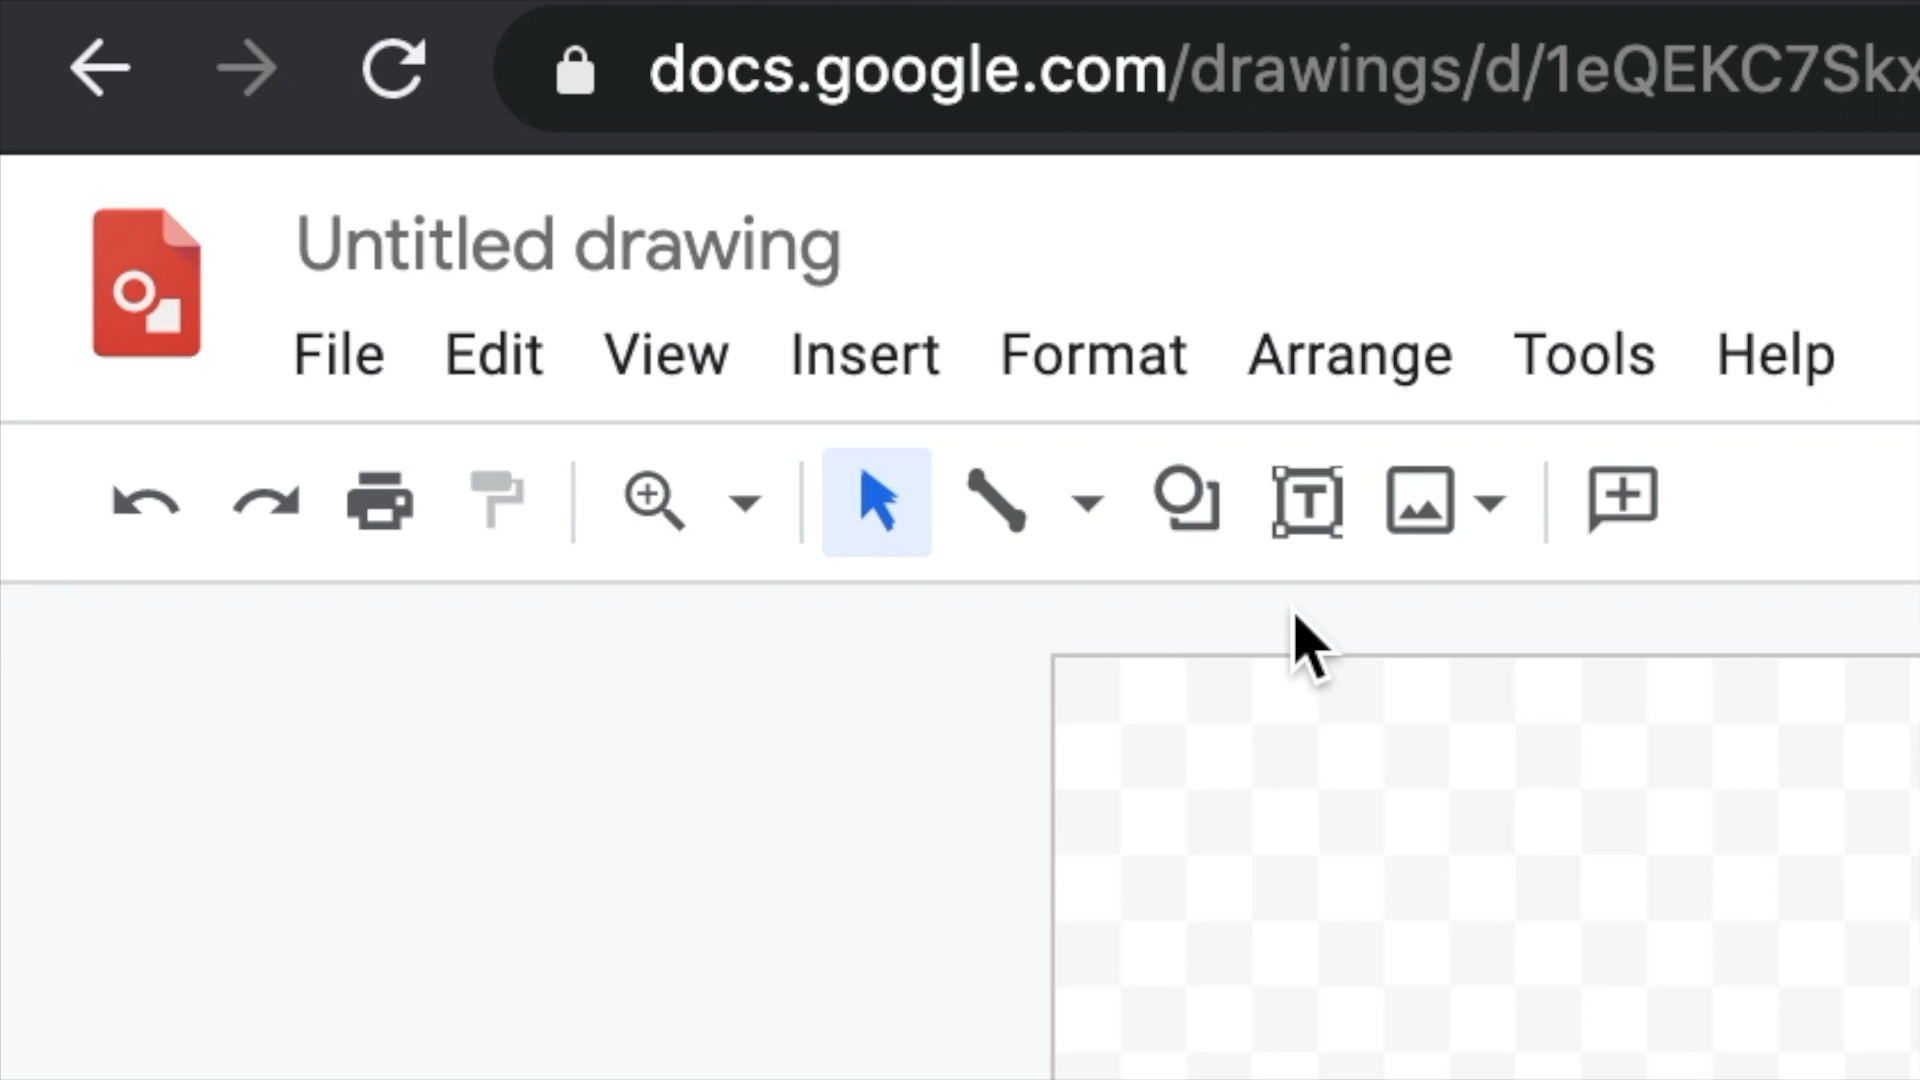 docs.google.com/drawings/d/1eQEKC7Skx
Untitled drawing
File Edit View Insert Format Arrange Tools Help